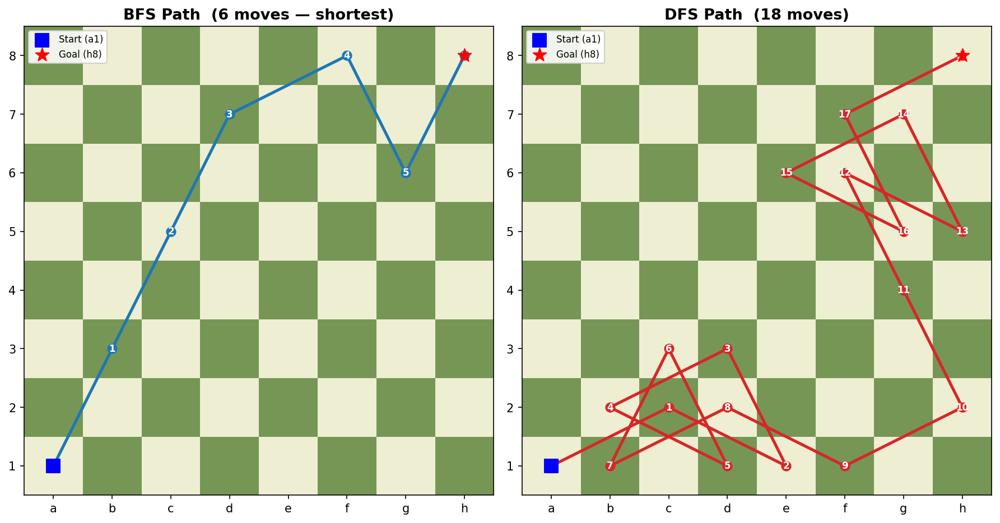 BFS Path  (6 moves — shortest)
Start (a1)
Goal (h8)
8
7
6
5
4
3
2
1
4
3
5
2
1
a b c d e f g h
DFS Path  (18 moves)
Start (a1)
Goal (h8)
8
7
6
5
4
3
2
1
17 14
15 12
16 13
11
6 3
4 1 8 10
7 5 2 9
a b c d e f g h